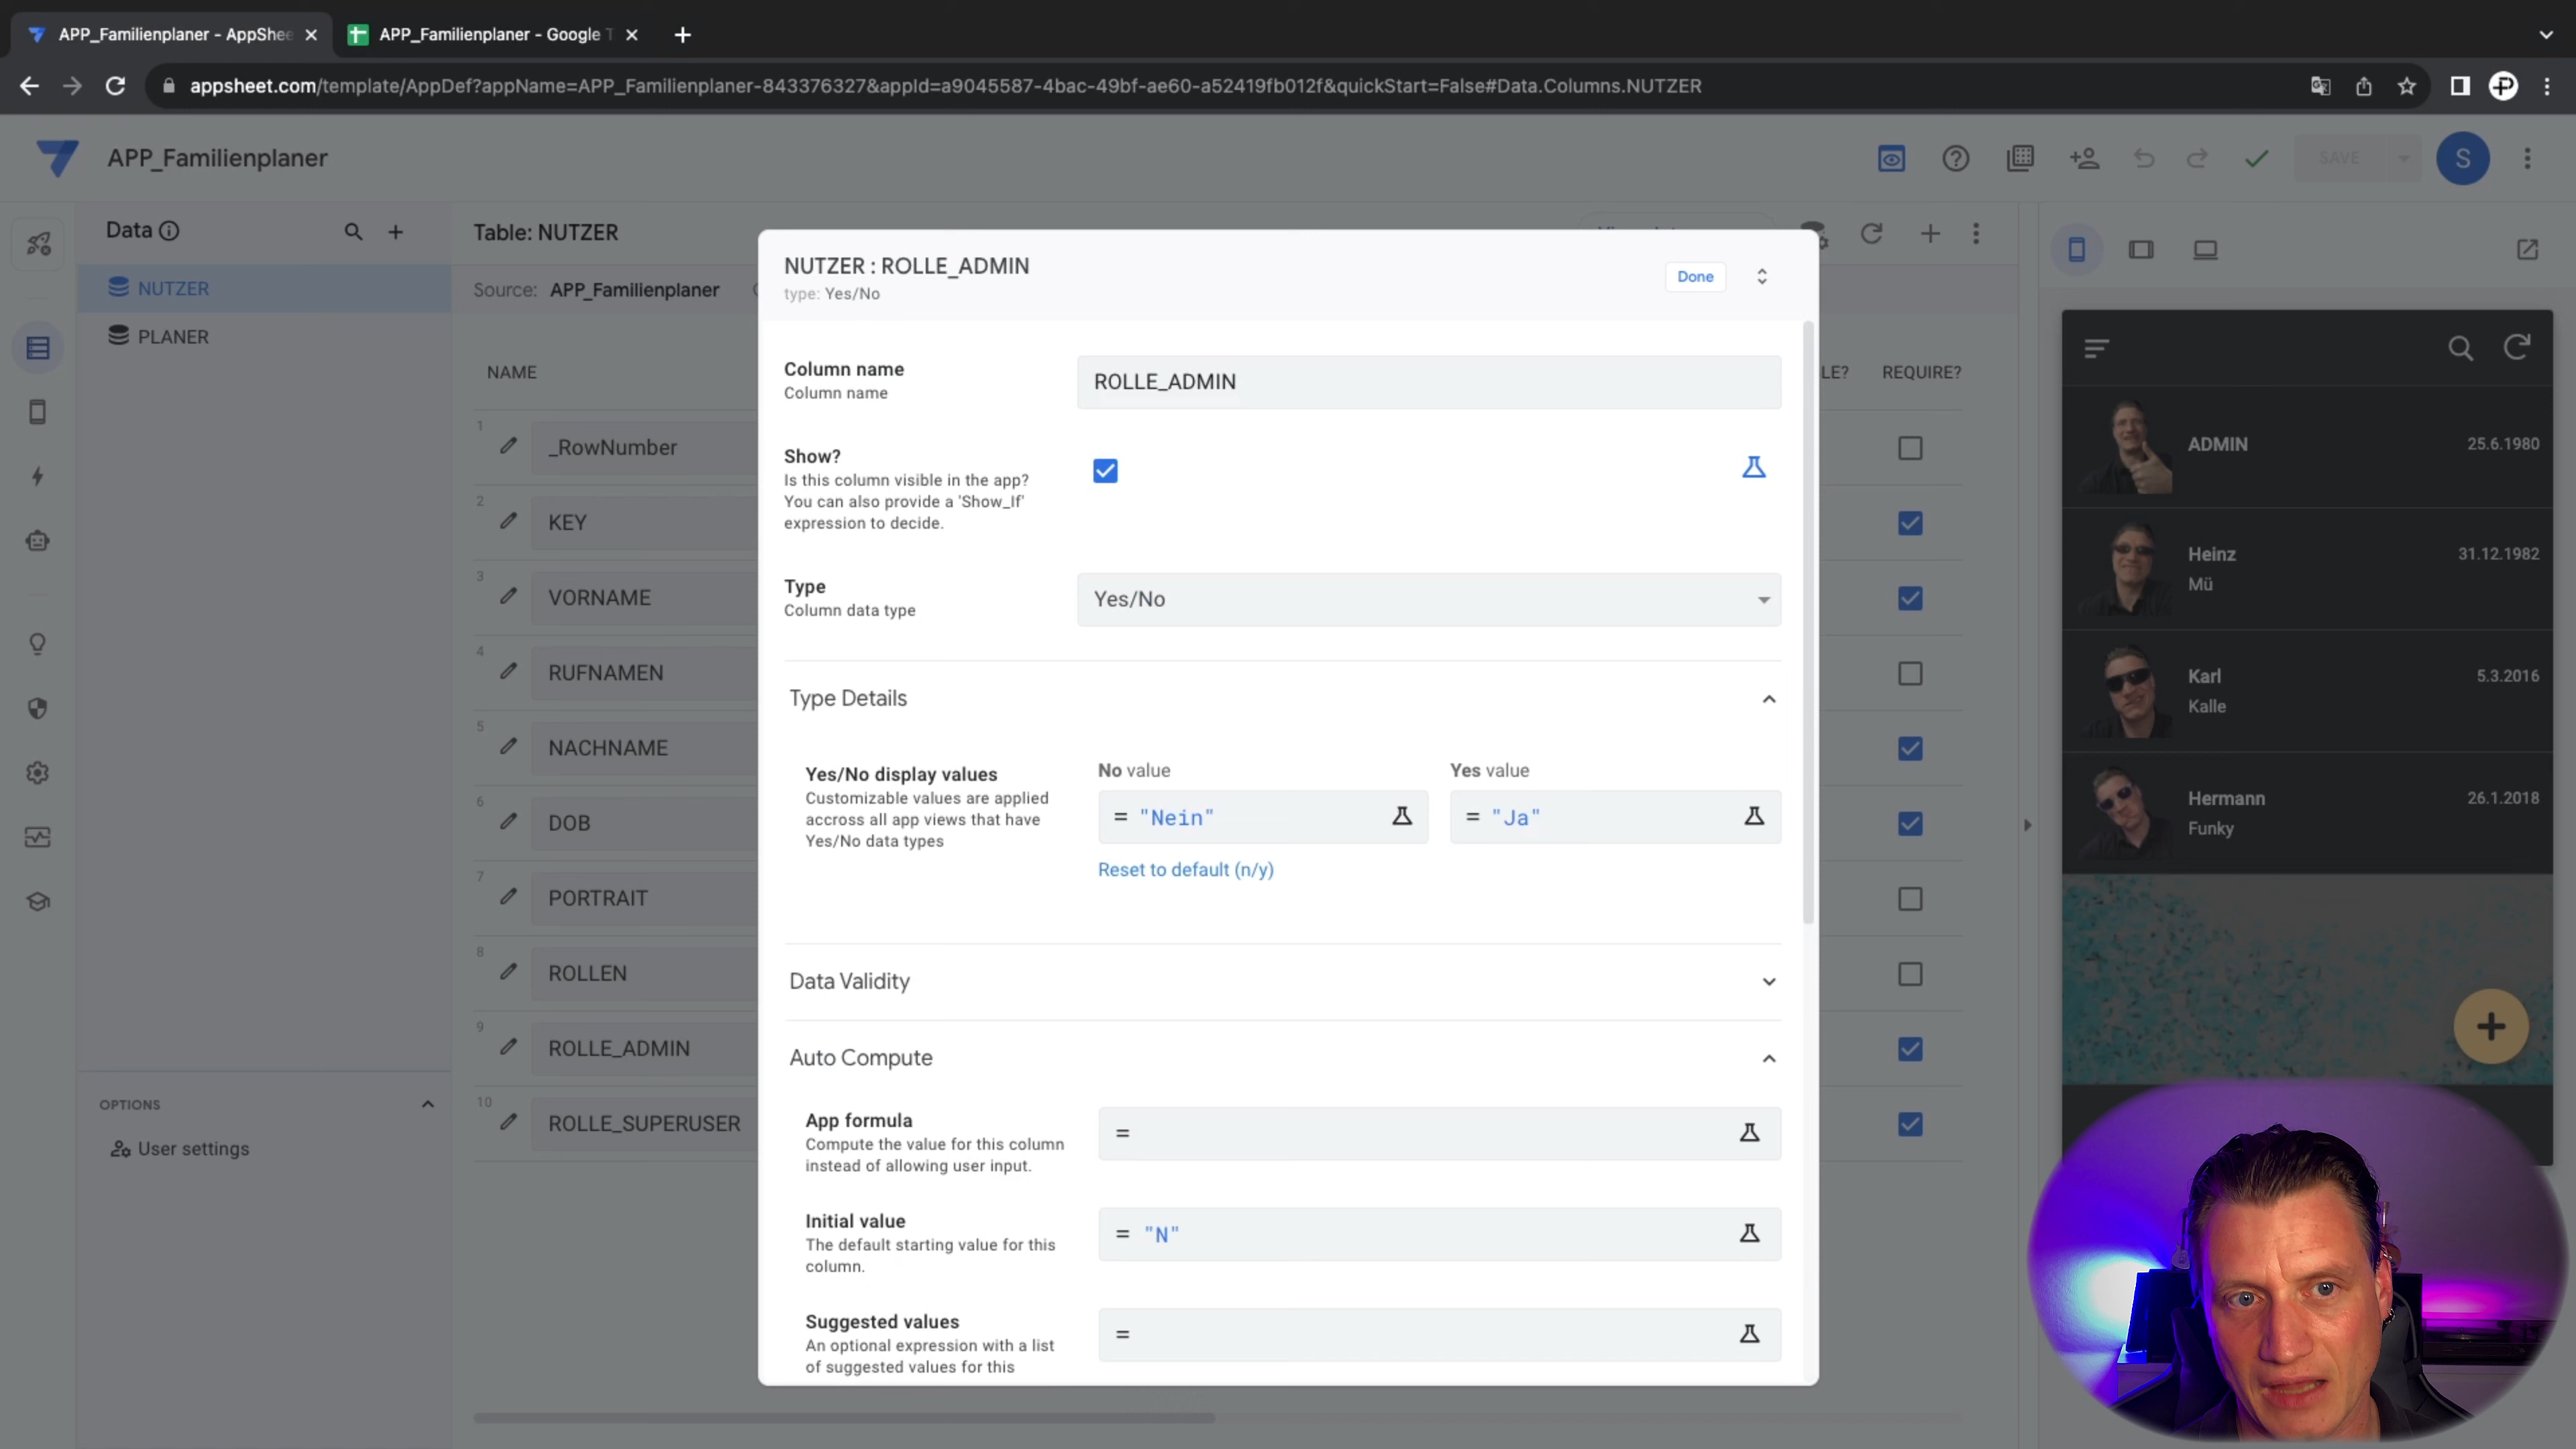 APP_Familienplaner - AppShee
APP_Familienplaner - Google T
appsheet.com/template/AppDef?appName=APP_Familienplaner-843376327&appId=a9045587-4bac-49bf-ae60-a52419fb012f&quickStart=False#Data.Columns.NUTZER
APP_Familienplaner
SAVE
S
Data
NUTZER
PLANER
OPTIONS
User settings
Table: NUTZER
Source: APP_Familienplaner
NAME
LE?
REQUIRE?
1 _RowNumber
2 KEY
3 VORNAME
4 RUFNAMEN
5 NACHNAME
6 DOB
7 PORTRAIT
8 ROLLEN
9 ROLLE_ADMIN
10 ROLLE_SUPERUSER
NUTZER : ROLLE_ADMIN
type: Yes/No
Done
Column name
Column name
ROLLE_ADMIN
Show?
Is this column visible in the app?
You can also provide a 'Show_If'
expression to decide.
Type
Column data type
Yes/No
Type Details
Yes/No display values
Customizable values are applied
accross all app views that have
Yes/No data types
No value
= "Nein"
Yes value
= "Ja"
Reset to default (n/y)
Data Validity
Auto Compute
App formula
Compute the value for this column
instead of allowing user input.
=
Initial value
The default starting value for this
column.
= "N"
Suggested values
An optional expression with a list
of suggested values for this
=
ADMIN 25.6.1980
Heinz 31.12.1982
Mü
Karl 5.3.2016
Kalle
Hermann 26.1.2018
Funky